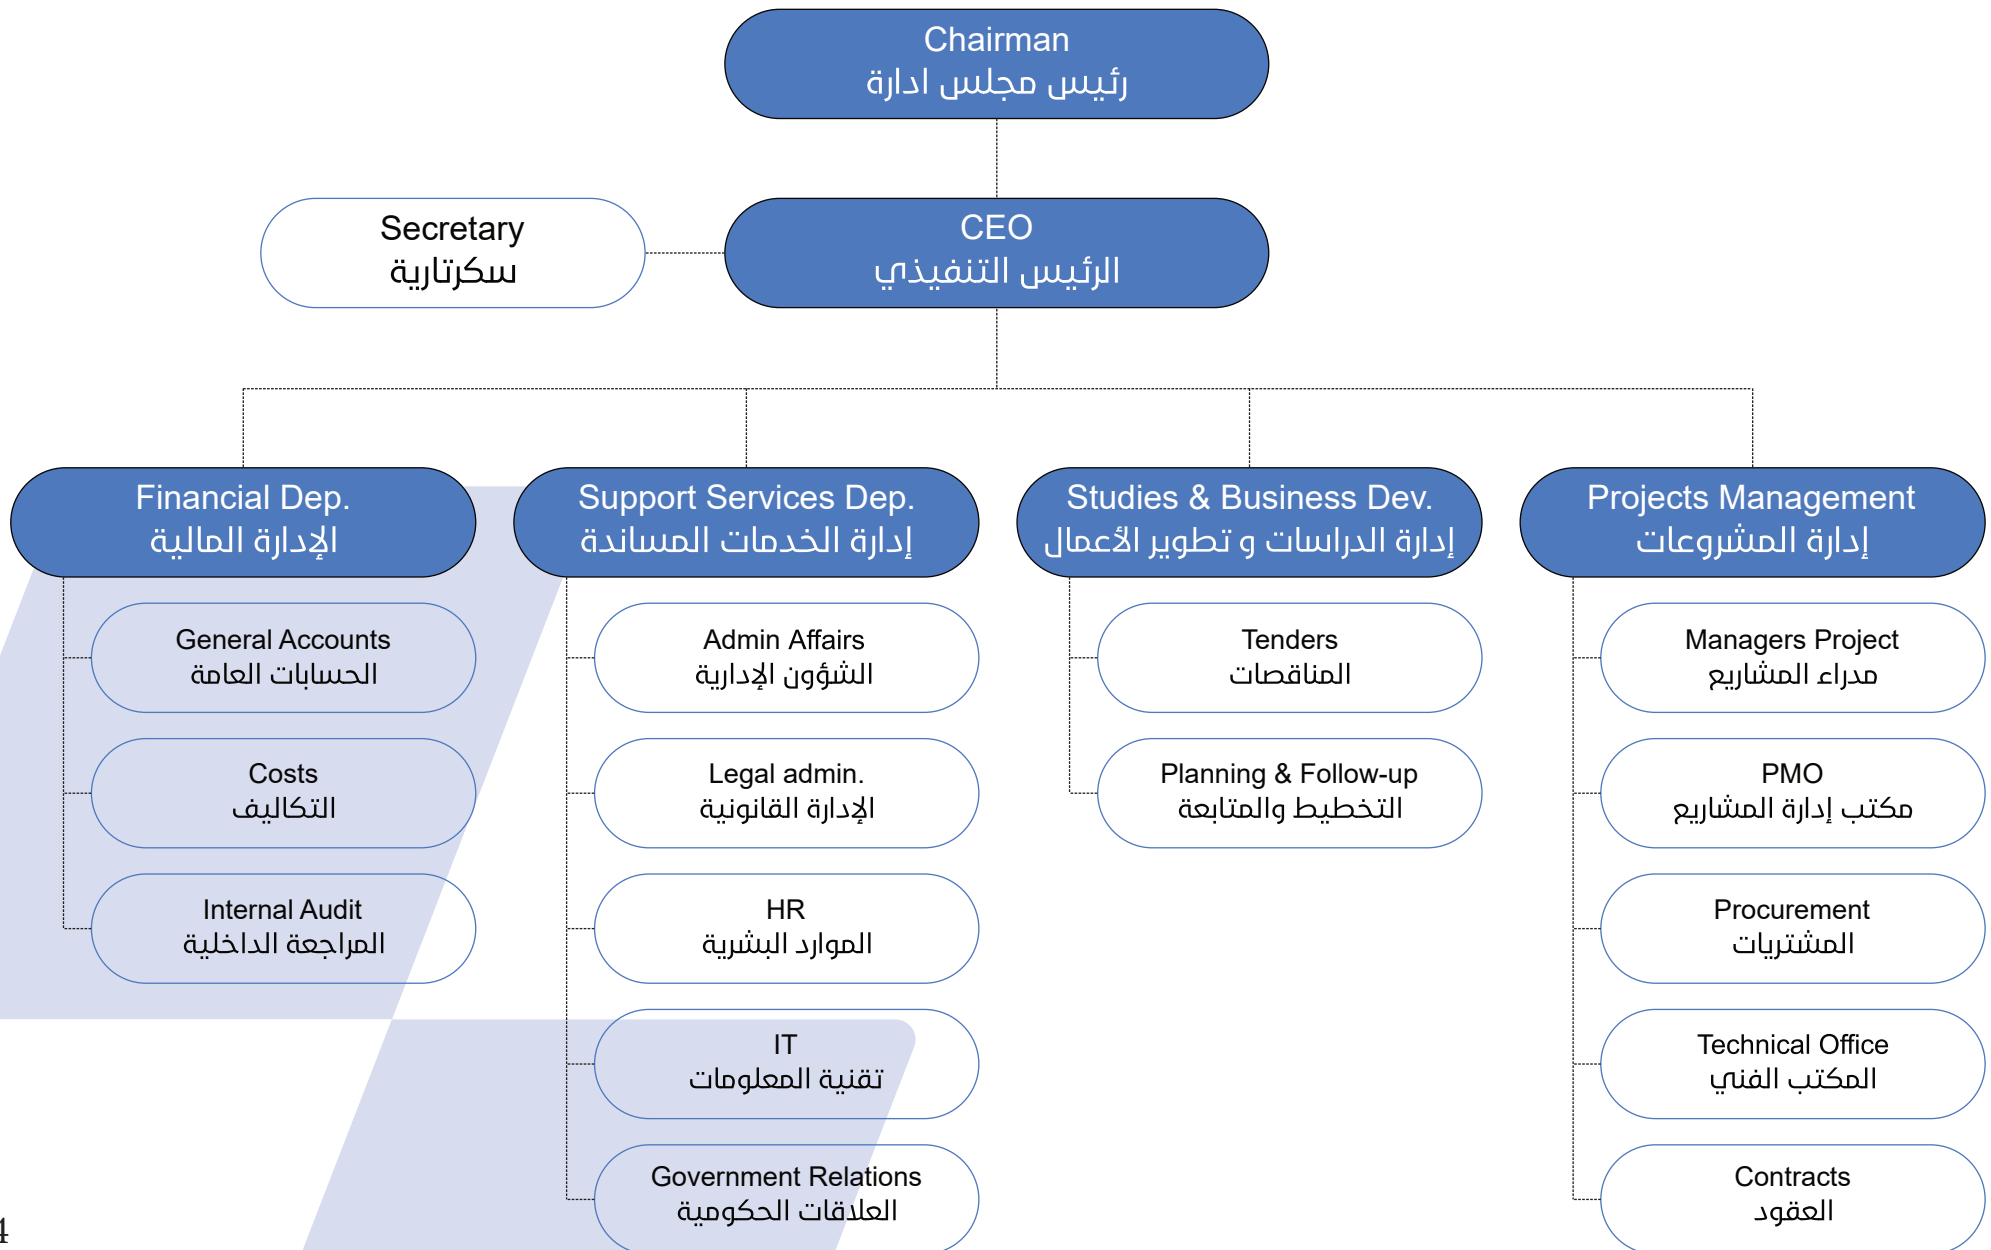 Chairman
رئيس مجلس ادارة
Secretary
سكرتارية
CEO
الرئيس التنفيذي
Financial Dep.
الإدارة المالية
General Accounts
الحسابات العامة
Costs
التكاليف
Internal Audit
المراجعة الداخلية
Support Services Dep.
إدارة الخدمات المساندة
Admin Affairs
الشؤون الإدارية
Legal admin.
الإدارة القانونية
HR
الموارد البشرية
IT
تقنية المعلومات
Government Relations
العلاقات الحكومية
Studies & Business Dev.
إدارة الدراسات و تطوير الأعمال
Tenders
المناقصات
Planning & Follow-up
التخطيط والمتابعة
Projects Management
إدارة المشروعات
Managers Project
مدراء المشاريع
PMO
مكتب إدارة المشاريع
Procurement
المشتريات
Technical Office
المكتب الفني
Contracts
العقود
4